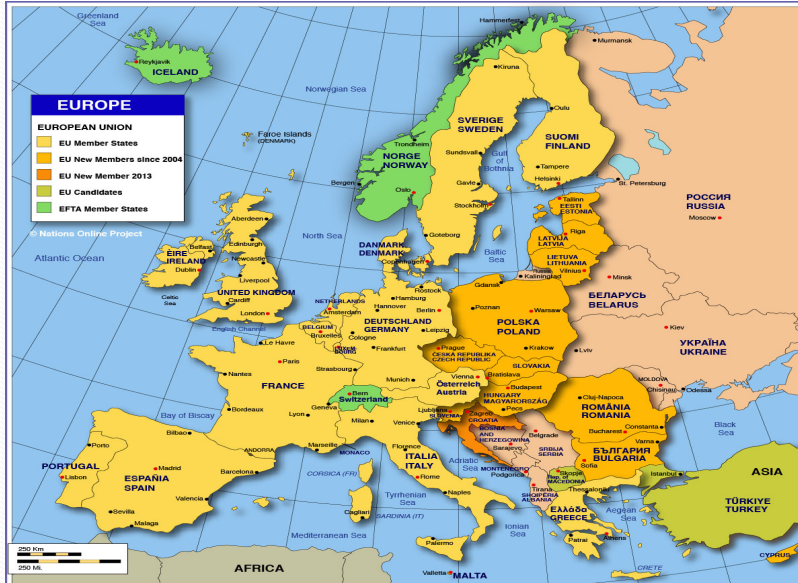 Greenland
Sea
Hammerfest
Murmansk
Reykjavik
ICELAND
Kiruna
Norwegian Sea
EUROPE
EUROPEAN UNION
EU Member States
EU New Members since 2004
EU New Member 2013
EU Candidates
EFTA Member States
© Nations Online Project
Oulu
SVERIGE
SWEDEN
SUOMI
FINLAND
Faroe Islands
(DENMARK)
Trondheim
Sundsvall
Gulf
of
Bothnia
NORGE
NORWAY
Tampere
Helsinki
St. Petersburg
Bergen
Oslo
Gavle
Stockholm
Tallinn
EESTI
ESTONIA
РОССИЯ
RUSSIA
Moscow
Aberdeen
North Sea
Goteborg
Baltic
Sea
Riga
LATVIJA
LATVIA
Edinburgh
Belfast
Newcastle
DANMARK
DENMARK
Copenhagen
LIETUVA
LITHUANIA
Vilnius
Russia
Kaliningrad
Minsk
Atlantic Ocean
ÉIRE
IRELAND
Dublin
Liverpool
Celtic
Sea
UNITED KINGDOM
Cardiff
London
English Channel
NETHERLANDS
Amsterdam
Rostock
Hamburg
Hannover
Berlin
Gdansk
БЕЛАРУСЬ
BELARUS
Poznan
Warsaw
POLSKA
POLAND
DEUTSCHLAND
GERMANY
Leipzig
BELGIUM
Bruxelles
Cologne
LUXEM-
BOURG
Frankfurt
Kiev
Le Havre
Paris
Prague
ČESKA REPUBLIKA
CZECH REPUBLIC
Krakow
Lviv
УКРАЇНА
UKRAINE
Strasbourg
SLOVAKIA
Nantes
FRANCE
Munich
Vienna
Österreich
Austria
Bratislava
Budapest
HUNGARY
MAGYARORSZÁG
MOLDOVA
Chisinau
Odessa
Bern
Switzerland
Geneva
Bay of Biscay
Bordeaux
Lyon
Milan
Venice
Ljubljana
SLOVENIA
Zagreb
CROATIA
Pecs
Cluj-Napoca
ROMÂNIA
ROMANIA
Bucharest
Constanta
Black
Sea
Bilbao
BOSNIA
AND
HERZEGOWINA
Sarajevo
Belgrade
SRBIJA
SERBIA
Varna
БЪЛГАРИЯ
BULGARIA
Sofia
Porto
ANDORRA
Marseille
MONACO
Florence
ITALIA
ITALY
Adriatic
Sea
MONTENEGRO
Podgorica
Skopje
Rep. of
MACEDONIA
Istanbul
ASIA
PORTUGAL
Lisbon
Madrid
ESPAÑA
SPAIN
Barcelona
CORSICA (FR)
Rome
Naples
Tirana
SHQIPËRIA
ALBANIA
Thessaloniki
TÜRKIYE
TURKEY
Valencia
Tyrrhenian
Sea
Cagliari
SARDINIA (IT)
Ελλάδα
GREECE
Aegean
Sea
Sevilla
Malaga
Mediterranean Sea
Palermo
Ionian
Sea
Patrai
Athens
250 Km
250 Mi.
AFRICA
Valletta
MALTA
CRETE
CYPRUS